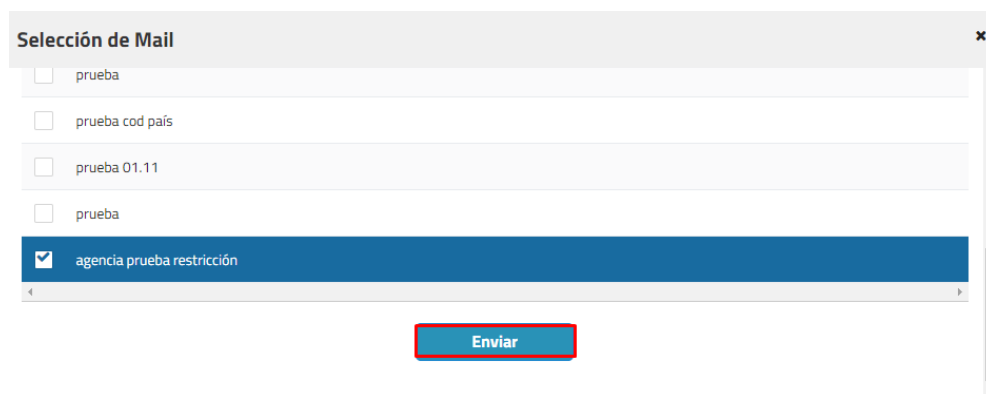 Selección de Mail
prueba
prueba cod país
prueba 01.11
prueba
agencia prueba restricción
Enviar